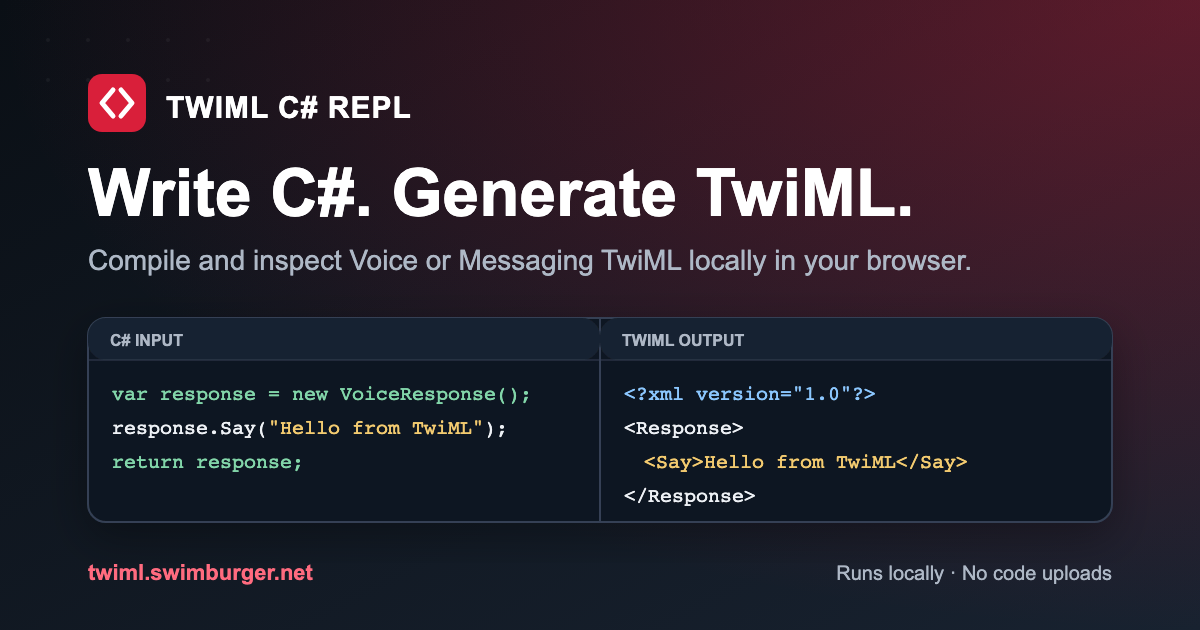 TWIML C# REPL
Write C#. Generate TwiML.
Compile and inspect Voice or Messaging TwiML locally in your browser.
C# INPUT
var response = new VoiceResponse();
response.Say("Hello from TwiML");
return response;
TWIML OUTPUT
<?xml version="1.0"?>
<Response>
  <Say>Hello from TwiML</Say>
</Response>
twiml.swimburger.net
Runs locally · No code uploads